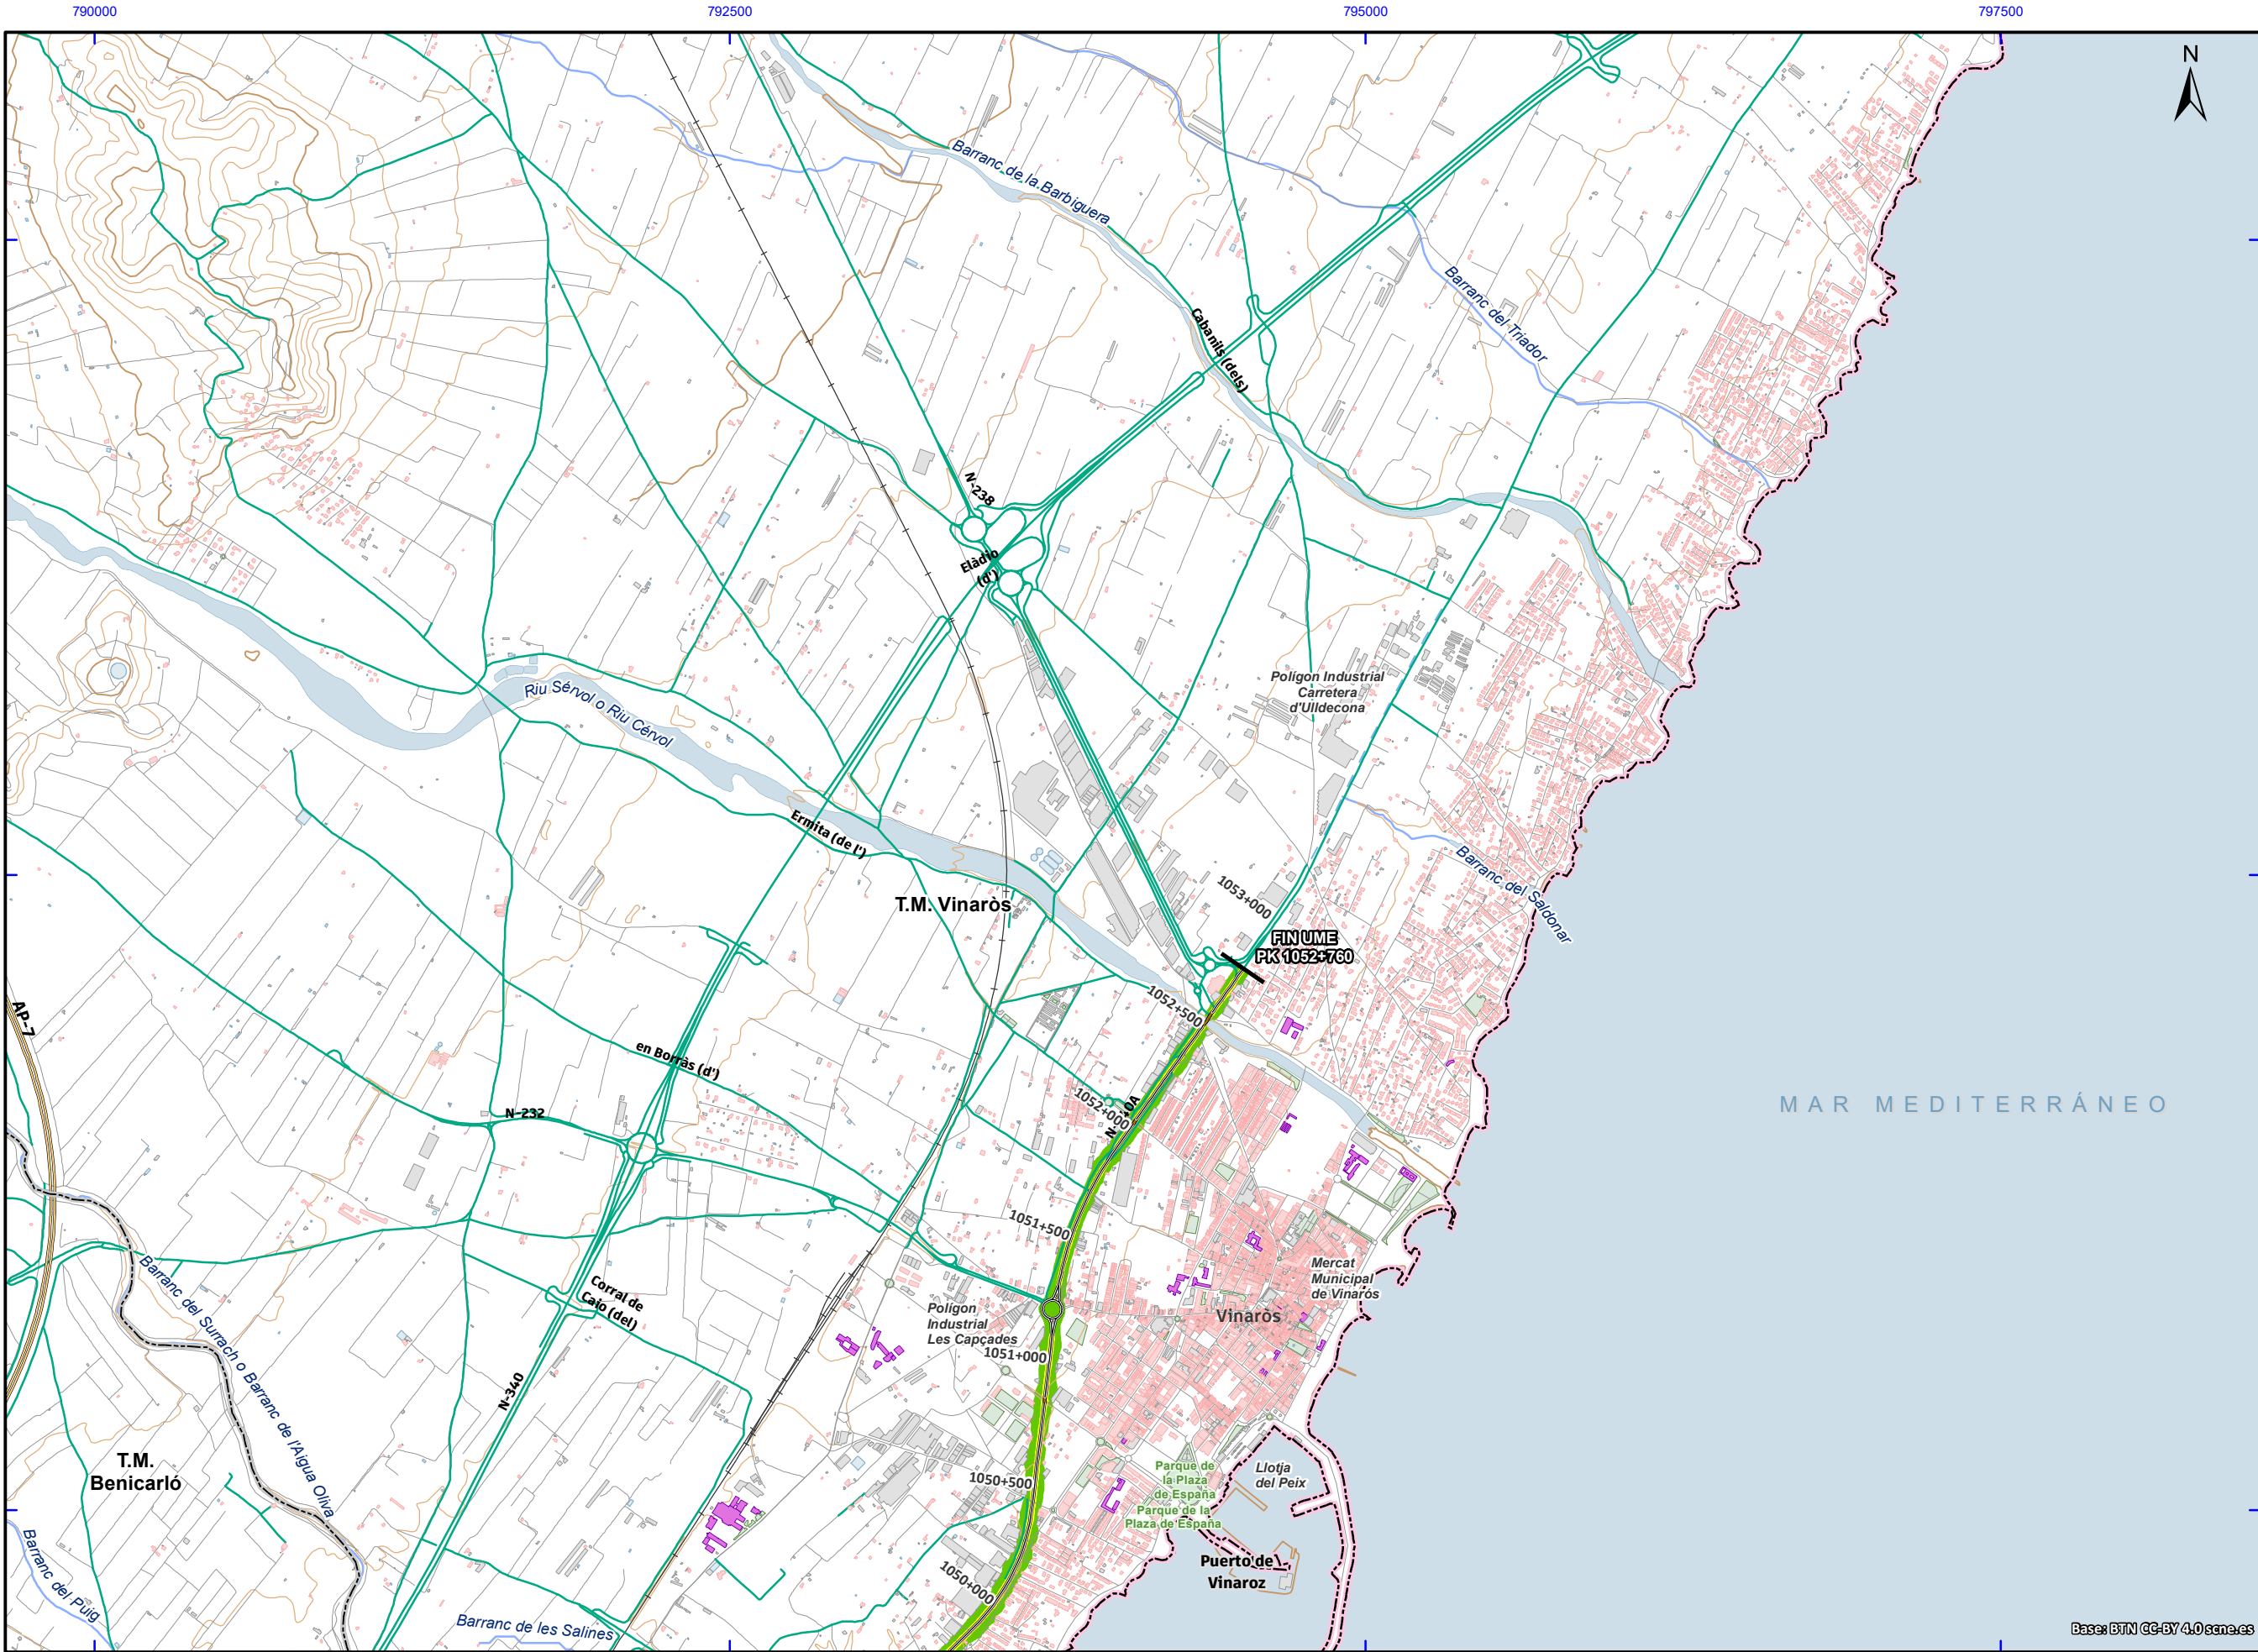 790000
792500
795000
797500
N
Barranc de la Barbiguera
Barranc del Triador
Cabanils (dels)
N-238
Elàdio
(d')
Polígon Industrial
Carretera
d'Ulldecona
Riu Sérvol o Riu Cérvol
Ermita (de l')
T.M. Vinaròs
Barranc del Saldonar
1053+000
FIN UME
PK 1052+760
1052+500
AP-7
en Borràs (d')
N-232
1052+000
MAR MEDITERRÁNEO
1051+500
Barranc del Surrach o Barranc de l'Aigua Oliva
Corral de
Caio (del)
Mercat
Municipal
de Vinaròs
Vinaròs
Polígon
Industrial
Les Capçades
1051+000
N-340
T.M.
Benicarló
1050+500
Llotja
del Peix
Parque de
la Plaza
de España
Parque de la
Plaza de España
Puerto de
Vinaroz
1050+000
Barranc del Puig
Barranc de les Salines
Base: BTN CC-BY 4.0 scne.es